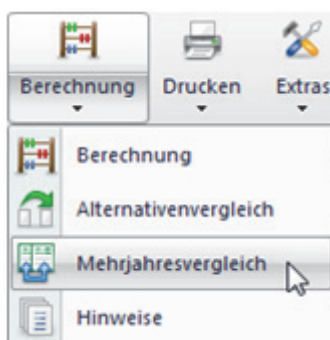 Berechnung Drucken Extras
Berechnung
Alternativenvergleich
Mehrjahresvergleich
Hinweise